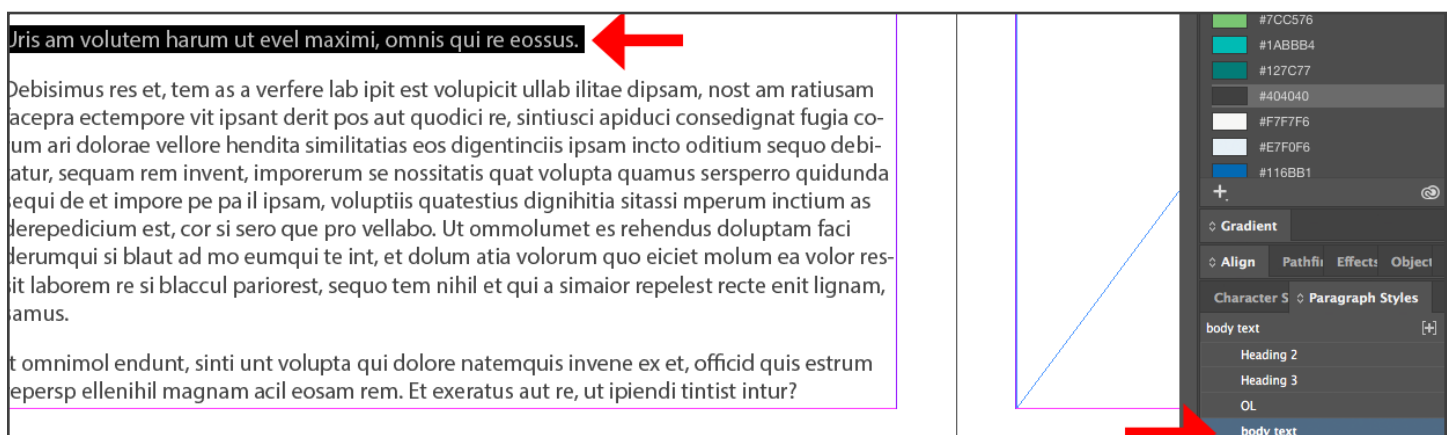 Uris am volutem harum ut evel maximi, omnis qui re eossus.
Debisimus res et, tem as a verfere lab ipit est volupicit ullab ilitae dipsam, nost am ratiusam
acepra ectempore vit ipsant derit pos aut quodici re, sintiusci apiduci consedignat fugia co-
um ari dolorae vellore hendita similitatias eos digentinciis ipsam incto oditium sequo debi-
atur, sequam rem invent, imporerum se nossitatis quat volupta quamus sersperro quidunda
sequi de et impore pe pa il ipsam, voluptiis quatestius dignihitia sitassi mperum inctium as
derepedicium est, cor si sero que pro vellabo. Ut ommolumet es rehendus doluptam faci
derumqui si blaut ad mo eumqui te int, et dolum atia volorum quo eiciet molum ea volor res-
sit laborem re si blaccul pariorest, sequo tem nihil et qui a simaior repelest recte enit lignam,
samus.
t omnimol endunt, sinti unt volupta qui dolore natemquis invene ex et, officid quis estrum
epersp ellenihil magnam acil eosam rem. Et exeratus aut re, ut ipiendi tintist intur?
#7CC576
#1ABBB4
#127C77
#404040
#F7F7F6
#E7F0F6
#116BB1
Gradient
Align Pathfi Effects Object
Character S Paragraph Styles
body text [+]
Heading 2
Heading 3
OL
body text